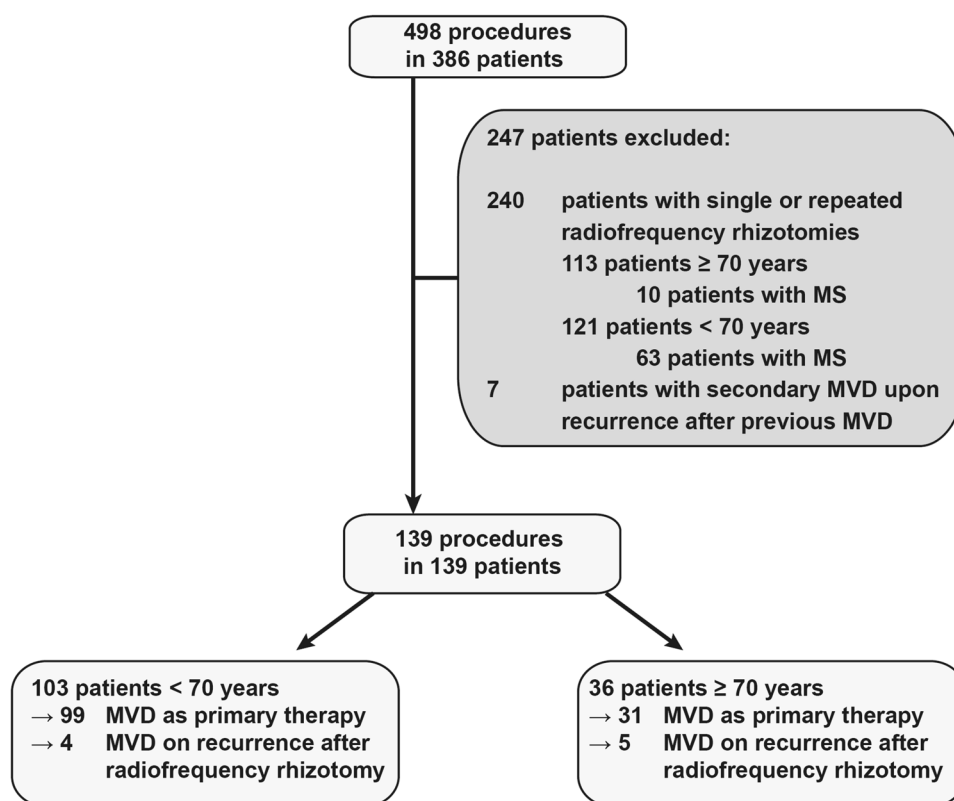 498 procedures
in 386 patients
247 patients excluded:
240 patients with single or repeated
radiofrequency rhizotomies
113 patients ≥ 70 years
10 patients with MS
121 patients < 70 years
63 patients with MS
7 patients with secondary MVD upon
recurrence after previous MVD
139 procedures
in 139 patients
103 patients < 70 years
→ 99 MVD as primary therapy
→ 4 MVD on recurrence after
radiofrequency rhizotomy
36 patients ≥ 70 years
→ 31 MVD as primary therapy
→ 5 MVD on recurrence after
radiofrequency rhizotomy